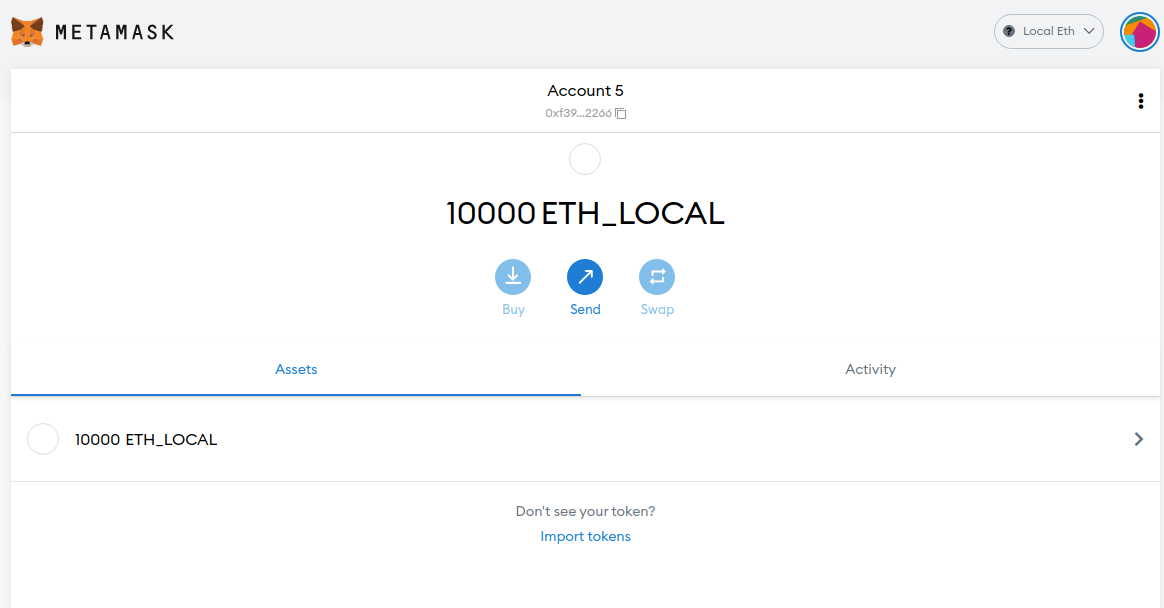 METAMASK
? Local Eth
Account 5
0xf39...2266
10000 ETH_LOCAL
Buy Send Swap
Assets Activity
10000 ETH_LOCAL
Don't see your token?
Import tokens